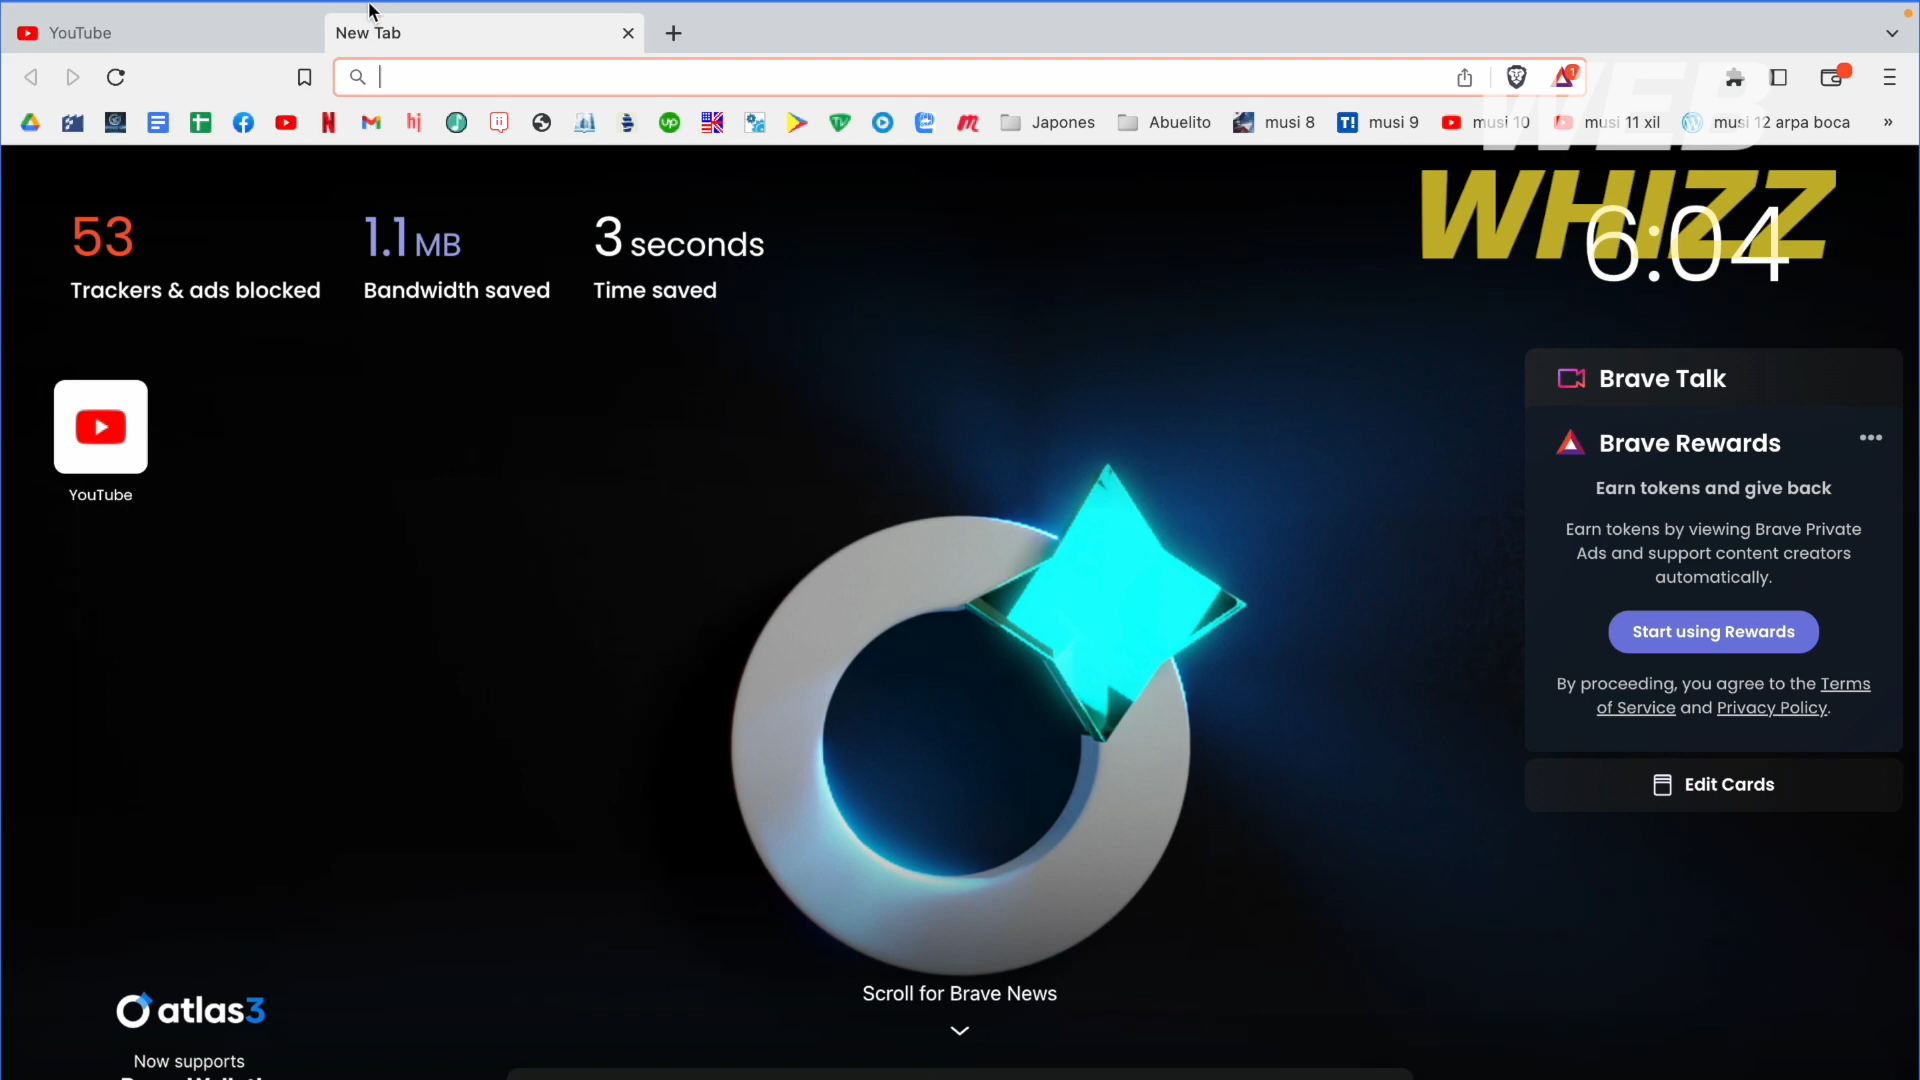 YouTube
New Tab
1
Japones
Abuelito
musi 8
musi 9
musi 10
musi 11 xil
musi 12 arpa boca
WEB
WHIZZ
53
Trackers & ads blocked
1.1 MB
Bandwidth saved
3 seconds
Time saved
6:04
YouTube
Brave Talk
Brave Rewards
Earn tokens and give back
Earn tokens by viewing Brave Private
Ads and support content creators
automatically.
Start using Rewards
By proceeding, you agree to the Terms
of Service and Privacy Policy.
Edit Cards
Scroll for Brave News
atlas3
Now supports